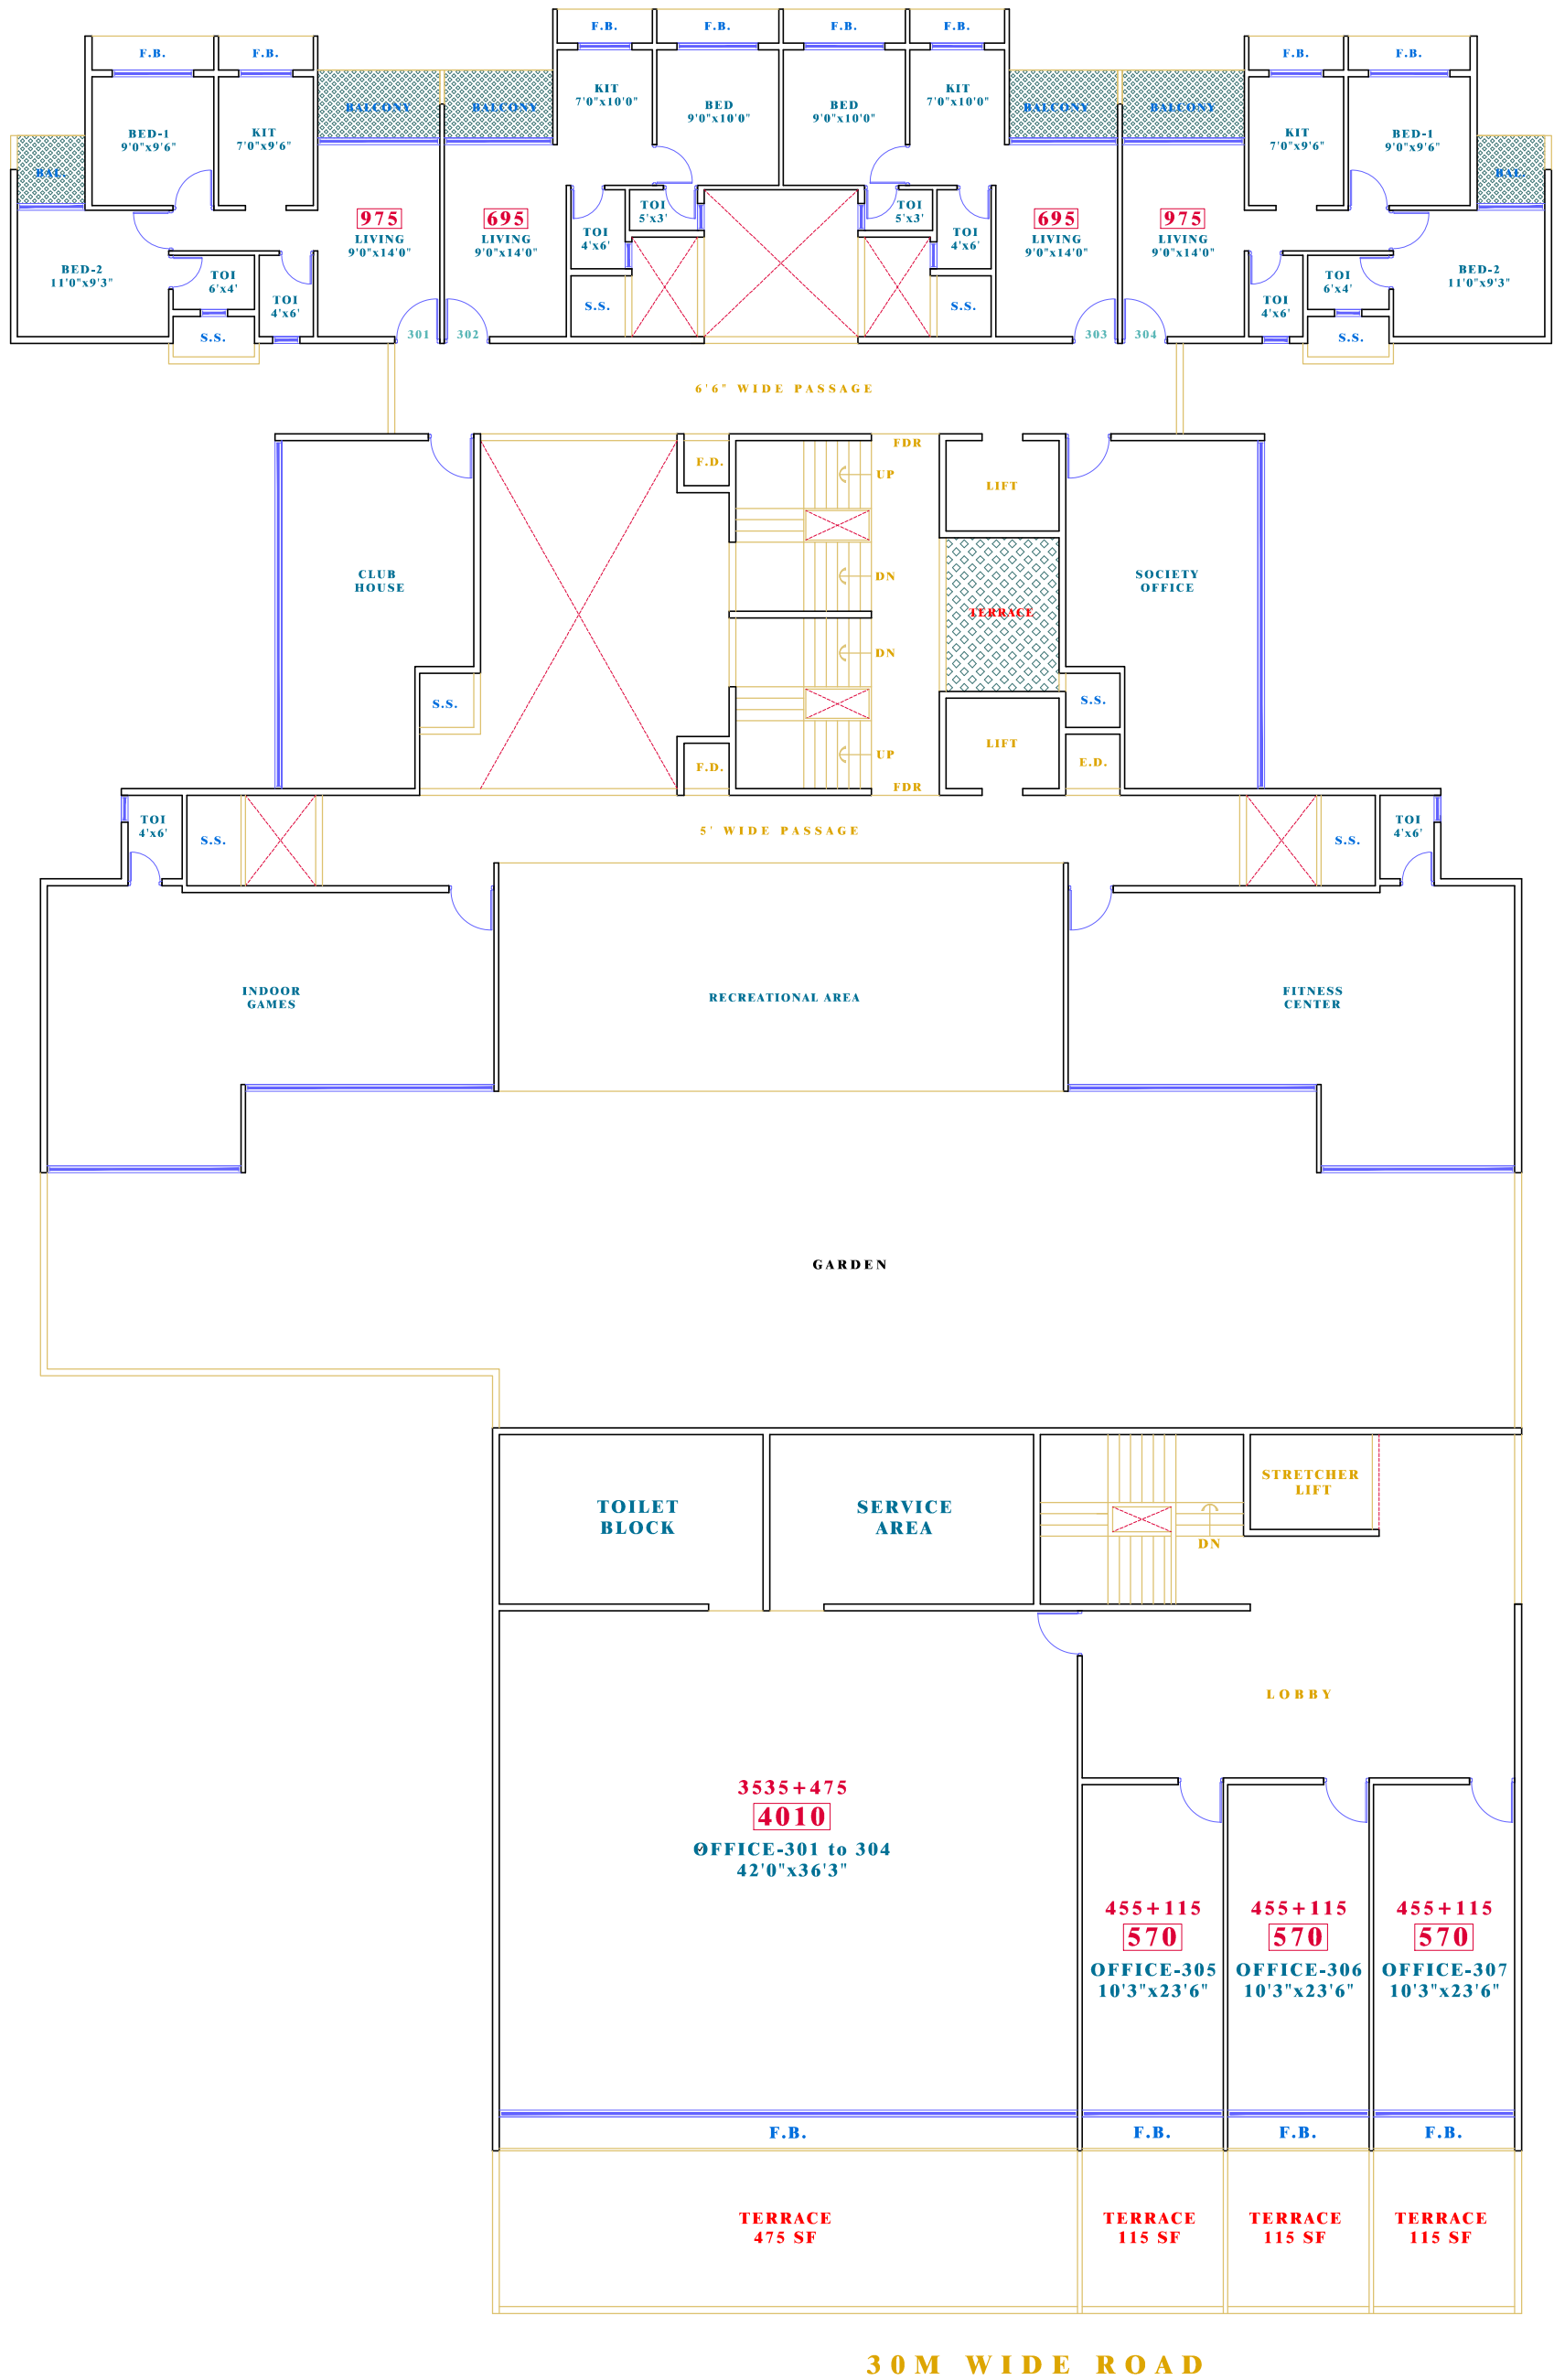 F.B.
F.B.
F.B.
F.B.
F.B.
F.B.
F.B.
F.B.
BALCONY
BALCONY
BALCONY
BALCONY
BED-1
9'0"x9'6"
KIT
7'0"x9'6"
KIT
7'0"x10'0"
BED
9'0"x10'0"
BED
9'0"x10'0"
KIT
7'0"x10'0"
KIT
7'0"x9'6"
BED-1
9'0"x9'6"
BAL.
BAL.
975
LIVING
9'0"x14'0"
695
LIVING
9'0"x14'0"
TOI
4'x6'
TOI
5'x3'
TOI
5'x3'
TOI
4'x6'
695
LIVING
9'0"x14'0"
975
LIVING
9'0"x14'0"
BED-2
11'0"x9'3"
TOI
6'x4'
TOI
4'x6'
TOI
4'x6'
TOI
6'x4'
BED-2
11'0"x9'3"
S.S.
S.S.
S.S.
S.S.
301
302
303
304
6'6" WIDE PASSAGE
FDR
F.D.
UP
LIFT
CLUB
HOUSE
DN
SOCIETY
OFFICE
TERRACE
DN
S.S.
S.S.
LIFT
F.D.
UP
E.D.
FDR
TOI
4'x6'
S.S.
5' WIDE PASSAGE
S.S.
TOI
4'x6'
INDOOR
GAMES
RECREATIONAL AREA
FITNESS
CENTER
GARDEN
TOILET
BLOCK
SERVICE
AREA
STRETCHER
LIFT
DN
LOBBY
3535+475
4010
OFFICE-301 to 304
42'0"x36'3"
455+115
570
OFFICE-305
10'3"x23'6"
455+115
570
OFFICE-306
10'3"x23'6"
455+115
570
OFFICE-307
10'3"x23'6"
F.B.
F.B.
F.B.
F.B.
TERRACE
475 SF
TERRACE
115 SF
TERRACE
115 SF
TERRACE
115 SF
30M WIDE ROAD